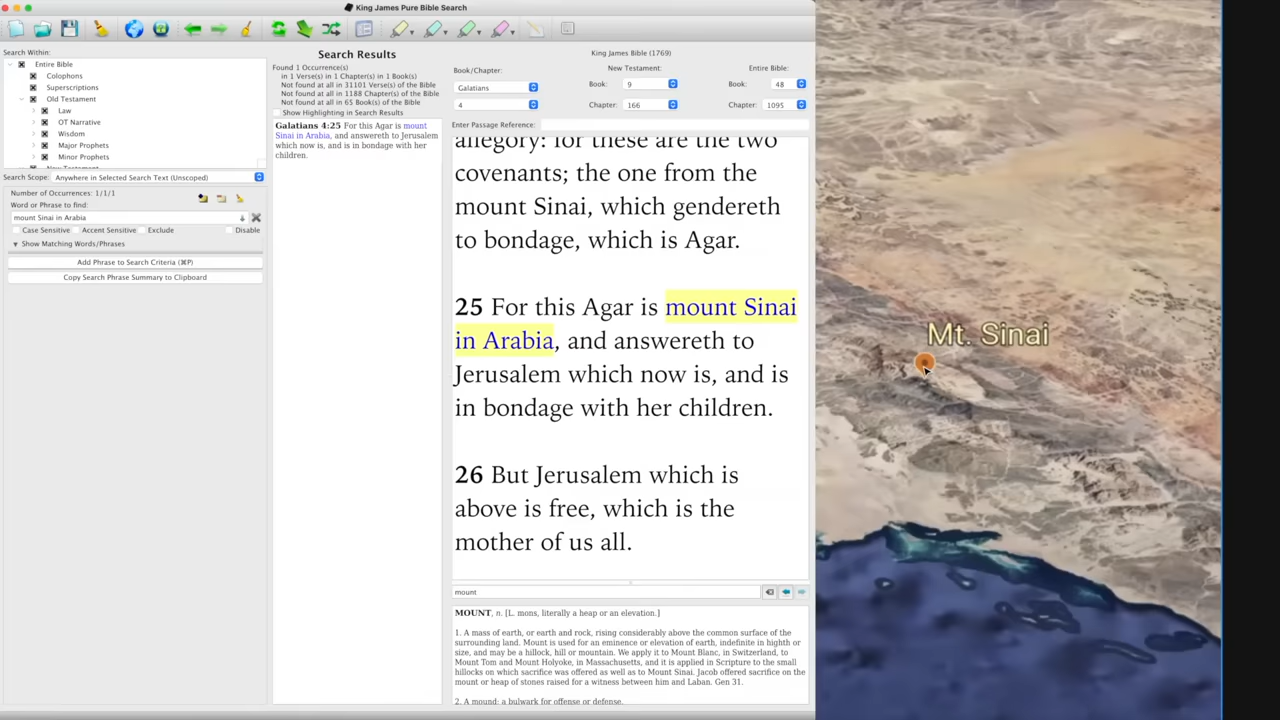 King James Pure Bible Search
Search Within:
Entire Bible
Colophons
Superscriptions
Old Testament
Law
OT Narrative
Wisdom
Major Prophets
Minor Prophets
Search Scope: Anywhere in Selected Search Text (Unscoped)
Number of Occurrences: 1/1/1
Word or Phrase to find:
mount Sinai in Arabia
Case Sensitive Accent Sensitive Exclude Disable
Show Matching Words/Phrases
Add Phrase to Search Criteria (⌘P)
Copy Search Phrase Summary to Clipboard
Search Results
Found 1 Occurrence(s)
in 1 Verse(s) in 1 Chapter(s) in 1 Book(s)
Not found at all in 31101 Verse(s) of the Bible
Not found at all in 1188 Chapter(s) of the Bible
Not found at all in 65 Book(s) of the Bible
Show Highlighting in Search Results
Galatians 4:25 For this Agar is mount
Sinai in Arabia, and answereth to Jerusalem
which now is, and is in bondage with her
children.
King James Bible (1769)
Book/Chapter:
Galatians
4
New Testament:
Book: 9
Chapter: 166
Entire Bible:
Book: 48
Chapter: 1095
Enter Passage Reference:
allegory: for these are the two
covenants; the one from the
mount Sinai, which gendereth
to bondage, which is Agar.
25 For this Agar is mount Sinai
in Arabia, and answereth to
Jerusalem which now is, and is
in bondage with her children.
26 But Jerusalem which is
above is free, which is the
mother of us all.
mount
MOUNT, n. [L. mons, literally a heap or an elevation.]
1. A mass of earth, or earth and rock, rising considerably above the common surface of the
surrounding land. Mount is used for an eminence or elevation of earth, indefinite in highth or
size, and may be a hillock, hill or mountain. We apply it to Mount Blanc, in Switzerland, to
Mount Tom and Mount Holyoke, in Massachusetts, and it is applied in Scripture to the small
hillocks on which sacrifice was offered as well as to Mount Sinai. Jacob offered sacrifice on the
mount or heap of stones raised for a witness between him and Laban. Gen 31.
2. A mound; a bulwark for offense or defense.
Mt. Sinai